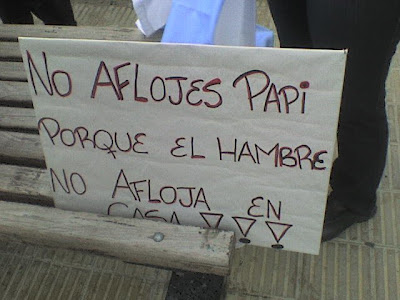 No AFLOJES PAPi
PORQUE EL HAMBRE
NO AFLOJA EN
CASA !!!